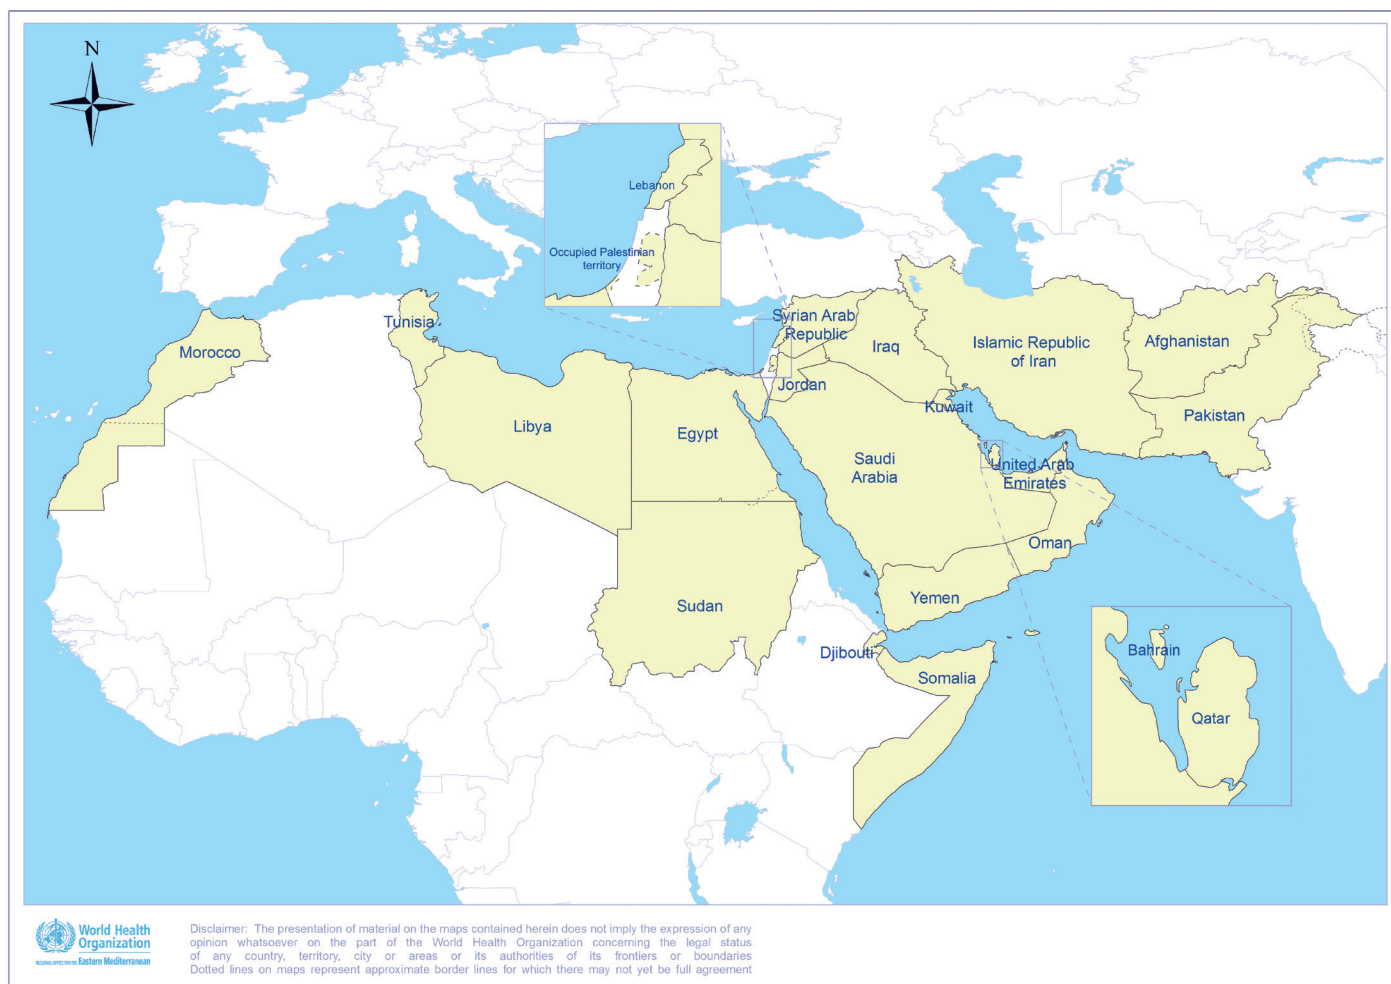 N
Lebanon
Occupied Palestinian
territory
Tunisia
Morocco
Syrian Arab
Republic
Iraq
Islamic Republic
of Iran
Afghanistan
Jordan
Kuwait
Pakistan
Libya
Egypt
Saudi
Arabia
United Arab
Emirates
Oman
Yemen
Sudan
Djibouti
Somalia
Bahrain
Qatar
World Health
Organization
REGIONAL OFFICE FOR THE Eastern Mediterranean
Disclaimer: The presentation of material on the maps contained herein does not imply the expression of any
opinion whatsoever on the part of the World Health Organization concerning the legal status
of any country, territory, city or areas or its authorities of its frontiers or boundaries
Dotted lines on maps represent approximate border lines for which there may not yet be full agreement